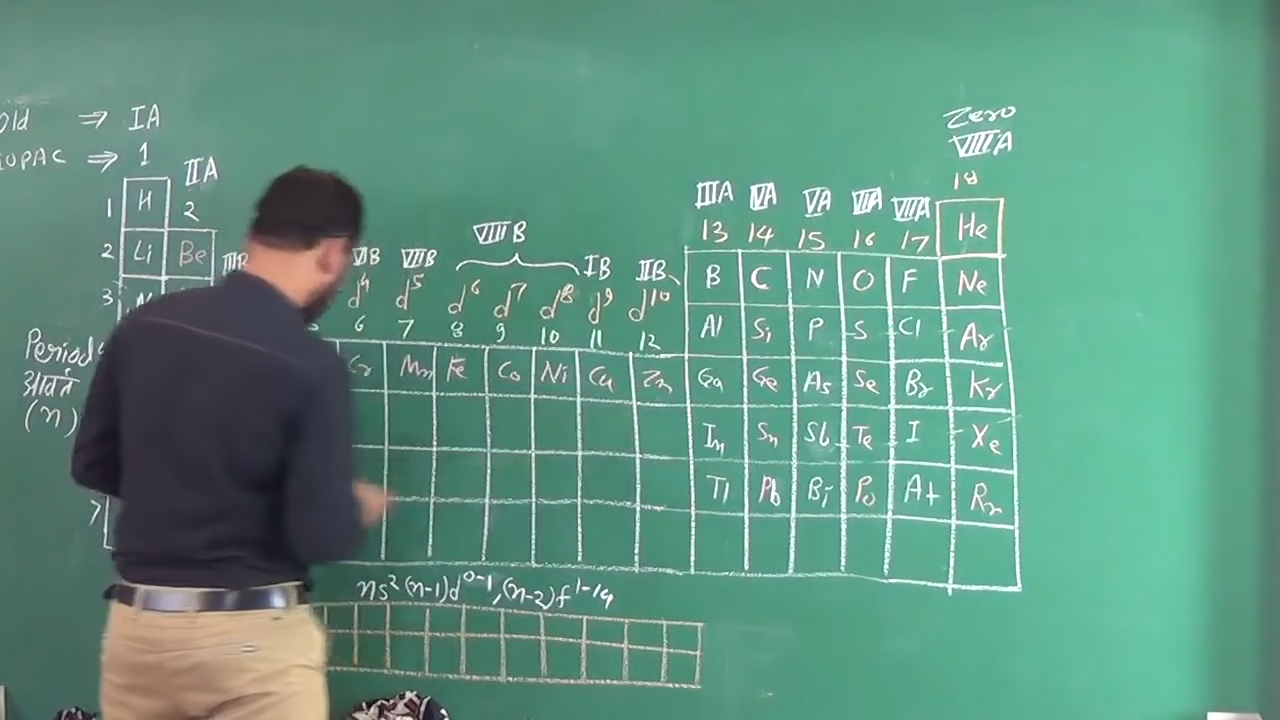 Old ⇒ IA
IUPAC ⇒ 1
IIA
2
Zero
VIIIA
18
IIIA VA VA VIA VIIA
13 14 15 16 17
VIIIB
VIB VIIB IB IIB
IIIB
d⁴ d⁵ d⁶ d⁷ d⁸ d⁹ d¹⁰
6 7 8 9 10 11 12
1 H He
2 Li Be B C N O F Ne
3 Al Si P S Cl Ar
Cr Mn Fe Co Ni Cu Zn Ga Ge As Se Br Kr
In Sn Sb Te I Xe
Tl Pb Bi Po At Rn
7
Period
आवर्त
(n)
ns² (n-1)d⁰⁻¹, (n-2)f¹⁻¹⁴